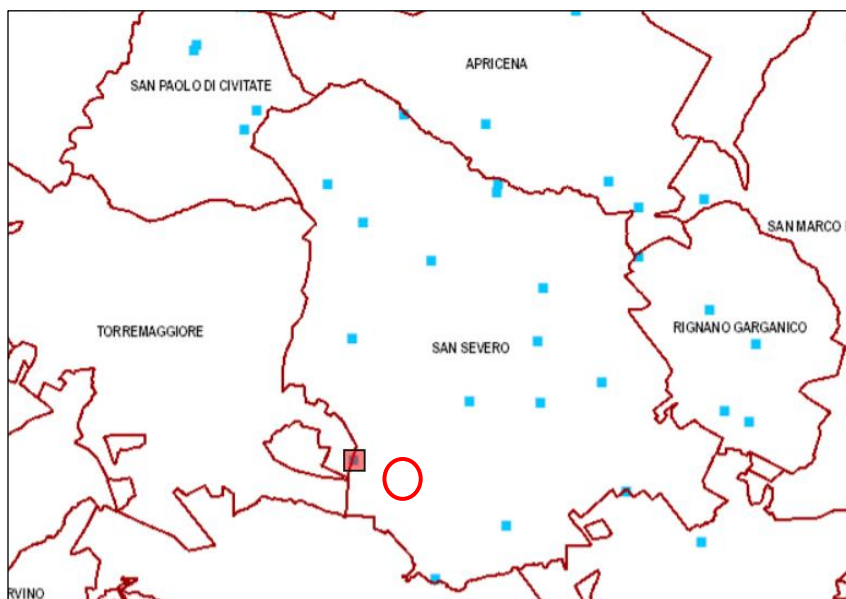 APRICENA
SAN PAOLO DI CIVITATE
SAN MARCO
TORREMAGGIORE
RIGNANO GARGANICO
SAN SEVERO
RVINO